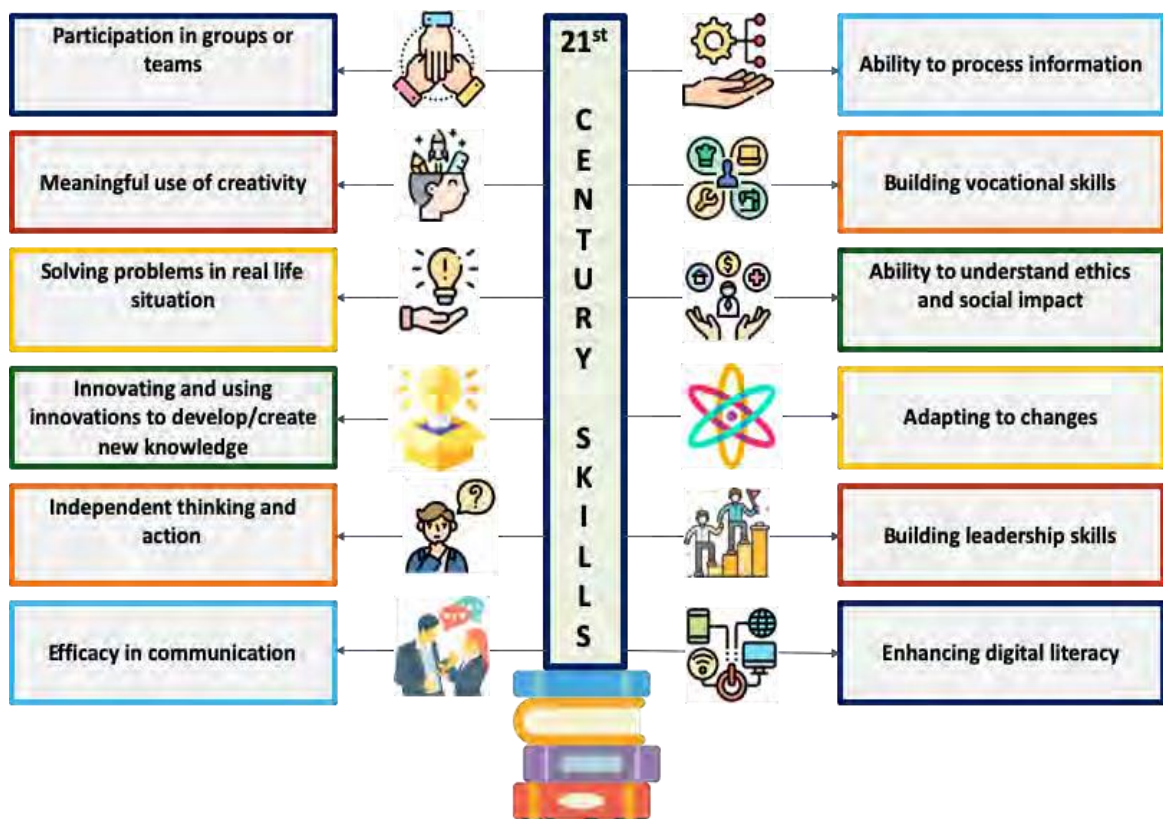 Participation in groups or
teams
Meaningful use of creativity
Solving problems in real life
situation
Innovating and using
innovations to develop/create
new knowledge
Independent thinking and
action
Efficacy in communication
21st
CENTURY
SKILLS
Ability to process information
Building vocational skills
Ability to understand ethics
and social impact
Adapting to changes
Building leadership skills
Enhancing digital literacy